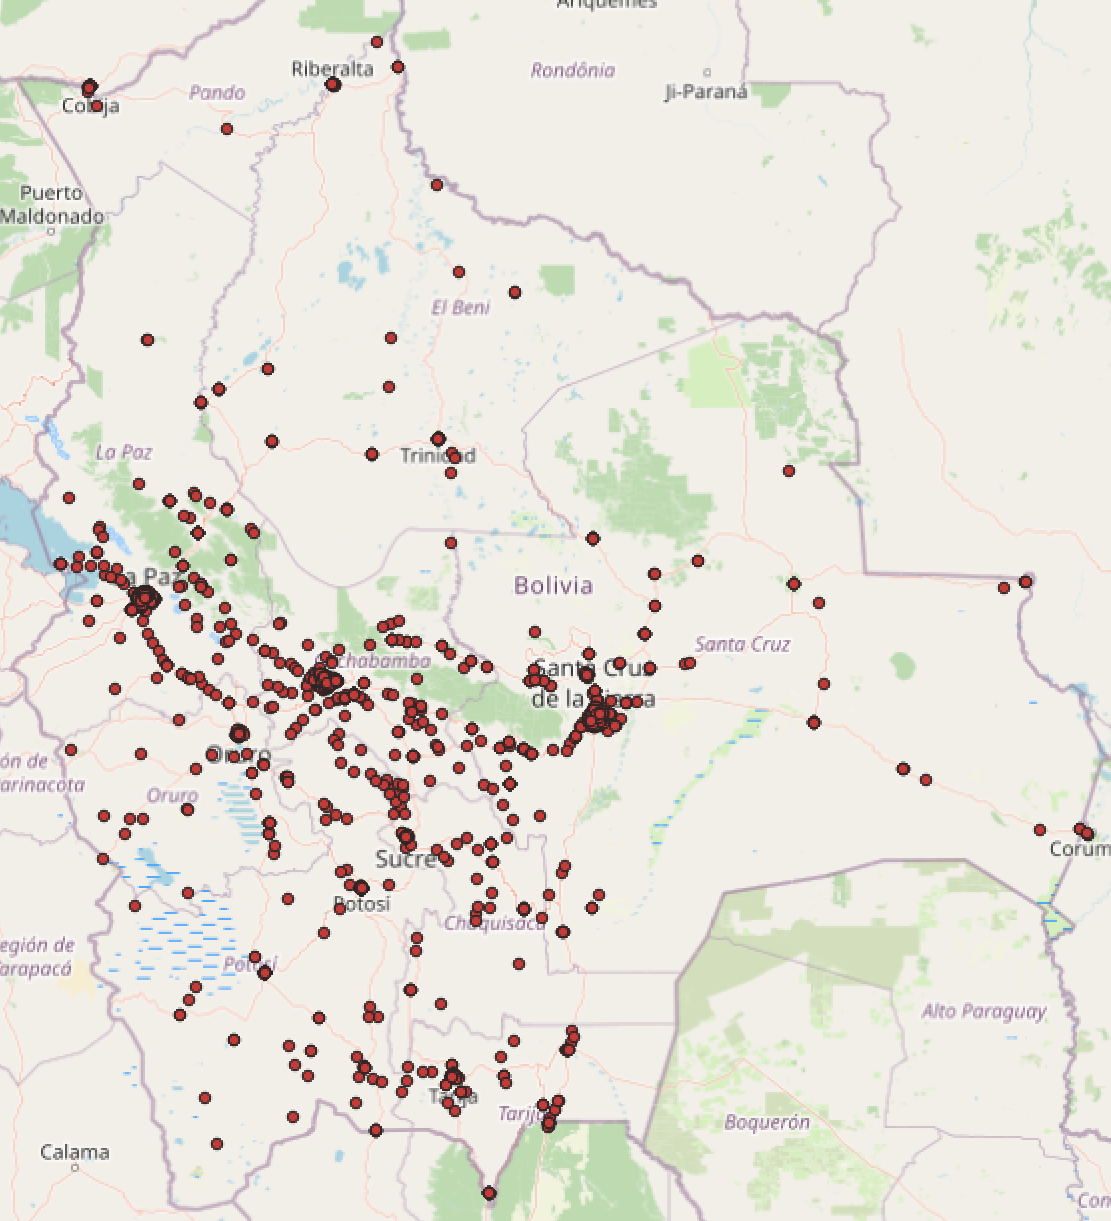 Ariquemes
Riberalta
Rondônia
Pando
Ji-Paraná
Cobija
Puerto
Maldonado
El Beni
La Paz
Trinidad
Bolivia
La Paz
Santa Cruz
Cochabamba
Santa Cruz
de la Sierra
Oruro
Oruro
Sucre
Corum
Potosí
Chuquisaca
egión de
arapacá
Potosí
Alto Paraguay
Tarija
Tarija
Boquerón
Calama
ón de
arinacota
Con